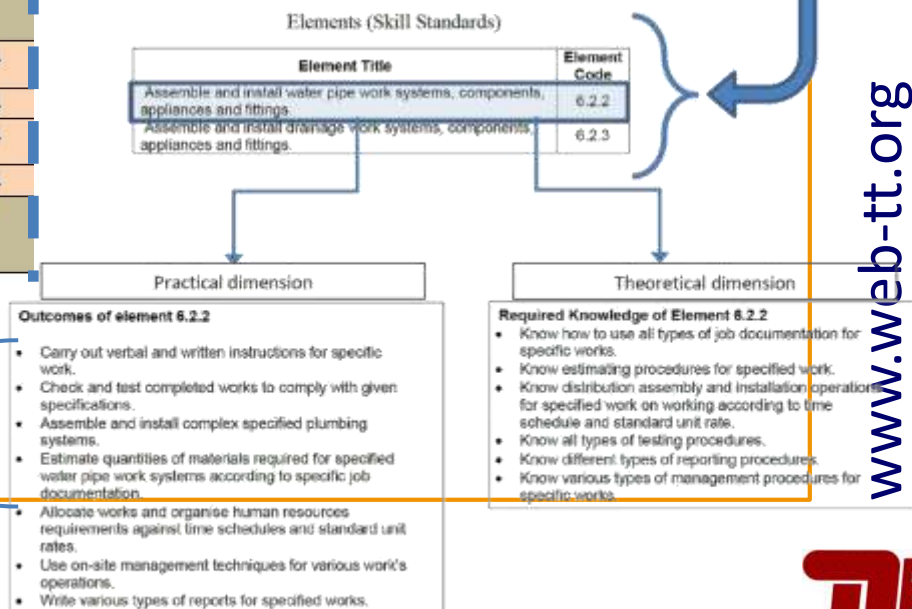 Elements (Skill Standards)
Element Title
Element
Code
Assemble and install water pipe work systems, components,
appliances and fittings.
6.2.2
Assemble and install drainage work systems, components,
appliances and fittings.
6.2.3
Practical dimension
Outcomes of element 6.2.2
• Carry out verbal and written instructions for specific
work.
• Check and test completed works to comply with given
specifications.
• Assemble and install complex specified plumbing
systems.
• Estimate quantities of materials required for specified
water pipe work systems according to specific job
documentation.
• Allocate works and organise human resources
requirements against time schedules and standard unit
rates.
• Use on-site management techniques for various work's
operations.
• Write various types of reports for specified works.
Theoretical dimension
Required Knowledge of Element 6.2.2
• Know how to use all types of job documentation for
specific works.
• Know estimating procedures for specified work.
• Know distribution assembly and installation operations
for specified work on working according to time
schedule and standard unit rate.
• Know all types of testing procedures.
• Know different types of reporting procedures.
• Know various types of management procedures for
specific works.
www.web-tt.org